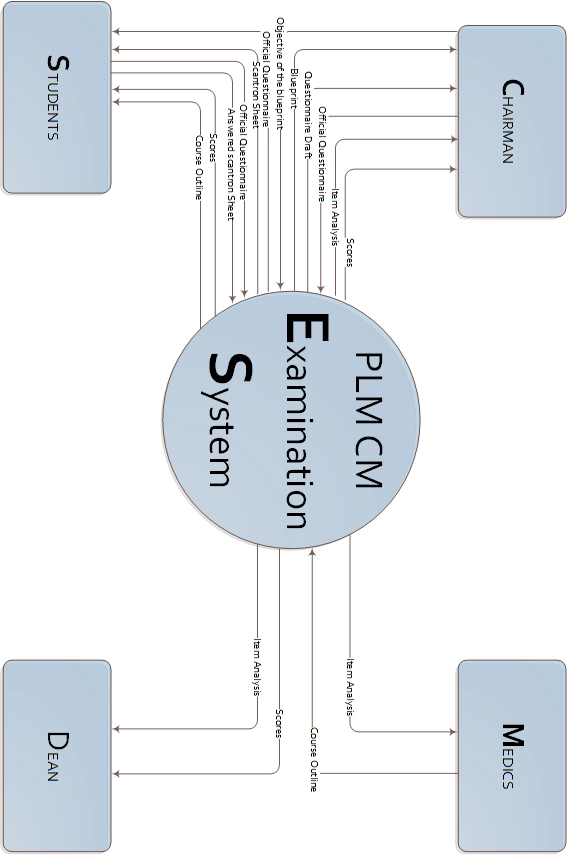 CHAIRMAN
MEDICS
Scores
Item Analysis
Official Questionnaire
Questionnaire Draft
Blueprint
Objective of the blueprint
Official Questionnaire
Scantron Sheet
Official Questionnaire
Answered scantron Sheet
Scores
Course Outline
PLM CM
Examination
System
Item Analysis
Course Outline
Scores
Item Analysis
STUDENTS
DEAN